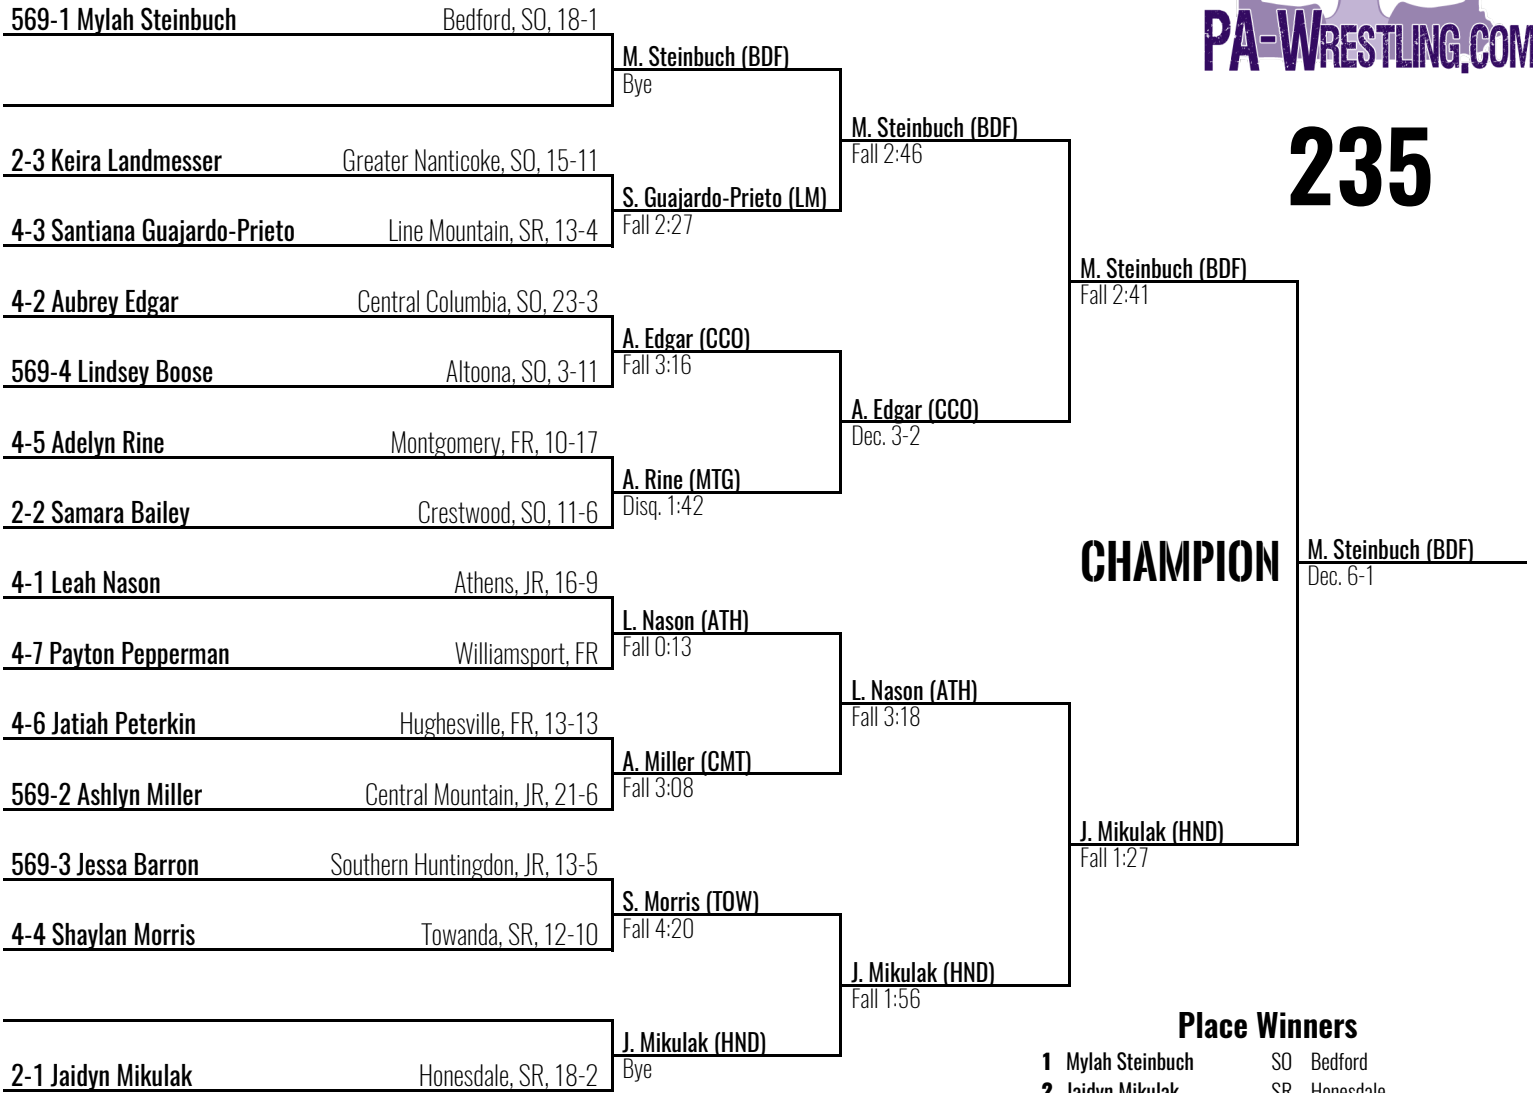 PA-WRESTLING.COM
235
569-1 Mylah Steinbuch Bedford, SO, 18-1
M. Steinbuch (BDF)
Bye
M. Steinbuch (BDF)
Fall 2:46
2-3 Keira Landmesser Greater Nanticoke, SO, 15-11
S. Guajardo-Prieto (LM)
Fall 2:27
4-3 Santiana Guajardo-Prieto Line Mountain, SR, 13-4
M. Steinbuch (BDF)
Fall 2:41
4-2 Aubrey Edgar Central Columbia, SO, 23-3
A. Edgar (CCO)
Fall 3:16
569-4 Lindsey Boose Altoona, SO, 3-11
A. Edgar (CCO)
Dec. 3-2
4-5 Adelyn Rine Montgomery, FR, 10-17
A. Rine (MTG)
Disq. 1:42
2-2 Samara Bailey Crestwood, SO, 11-6
CHAMPION M. Steinbuch (BDF)
Dec. 6-1
4-1 Leah Nason Athens, JR, 16-9
L. Nason (ATH)
Fall 0:13
4-7 Payton Pepperman Williamsport, FR
L. Nason (ATH)
Fall 3:18
4-6 Jatiah Peterkin Hughesville, FR, 13-13
A. Miller (CMT)
Fall 3:08
569-2 Ashlyn Miller Central Mountain, JR, 21-6
J. Mikulak (HND)
Fall 1:27
569-3 Jessa Barron Southern Huntingdon, JR, 13-5
S. Morris (TOW)
Fall 4:20
4-4 Shaylan Morris Towanda, SR, 12-10
J. Mikulak (HND)
Fall 1:56
J. Mikulak (HND)
Bye
2-1 Jaidyn Mikulak Honesdale, SR, 18-2
Place Winners
1 Mylah Steinbuch SO Bedford
2 Jaidyn Mikulak SR Honesdale